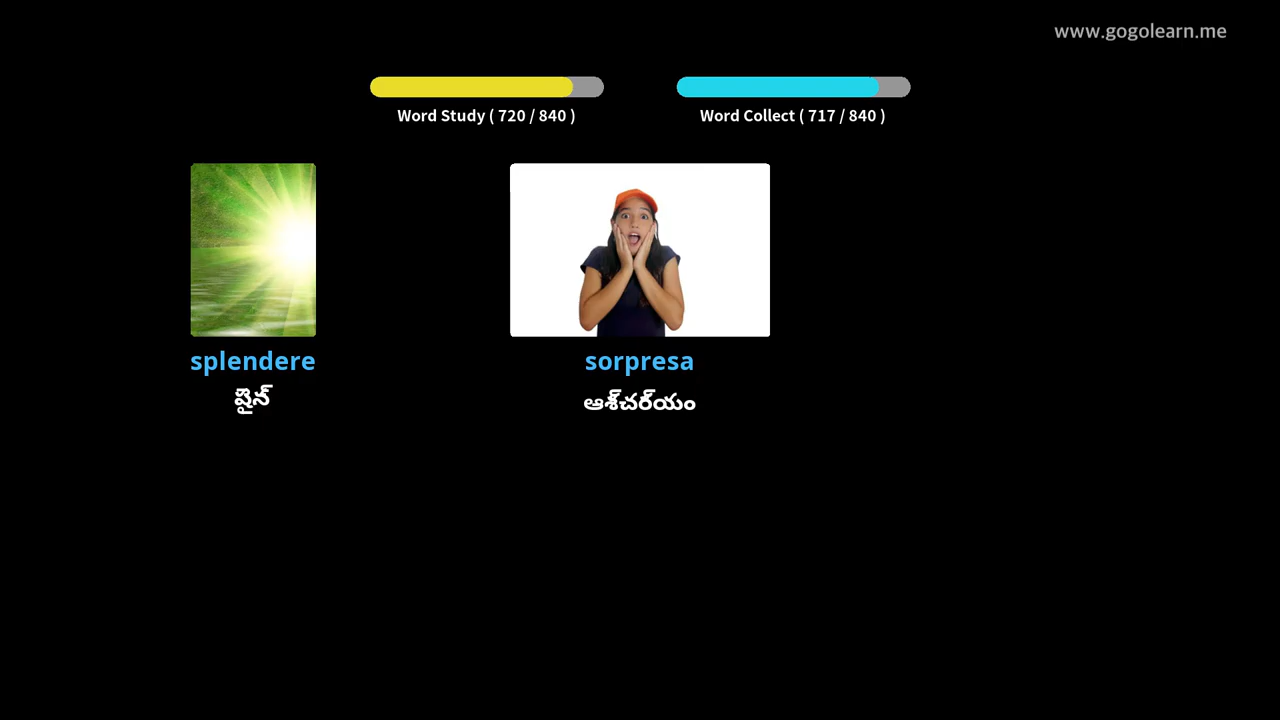 www.gogolearn.me
Word Study ( 720 / 840 )
Word Collect ( 717 / 840 )
splendere
షైన్
sorpresa
ఆశ్చర్యం